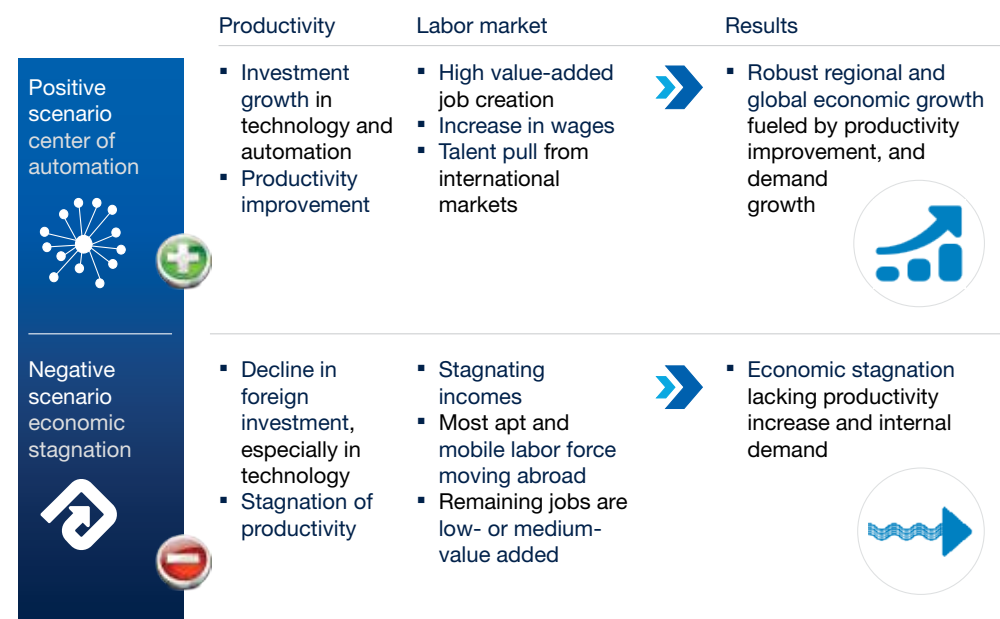 Productivity
Labor market
Results
Positive
scenario
center of
automation
▪ Investment
growth in
technology and
automation
▪ Productivity
improvement
▪ High value-added
job creation
▪ Increase in wages
▪ Talent pull from
international
markets
▪ Robust regional and
global economic growth
fueled by productivity
improvement, and
demand
growth
Negative
scenario
economic
stagnation
▪ Decline in
foreign
investment,
especially in
technology
▪ Stagnation of
productivity
▪ Stagnating
incomes
▪ Most apt and
mobile labor force
moving abroad
▪ Remaining jobs are
low- or medium-
value added
▪ Economic stagnation
lacking productivity
increase and internal
demand